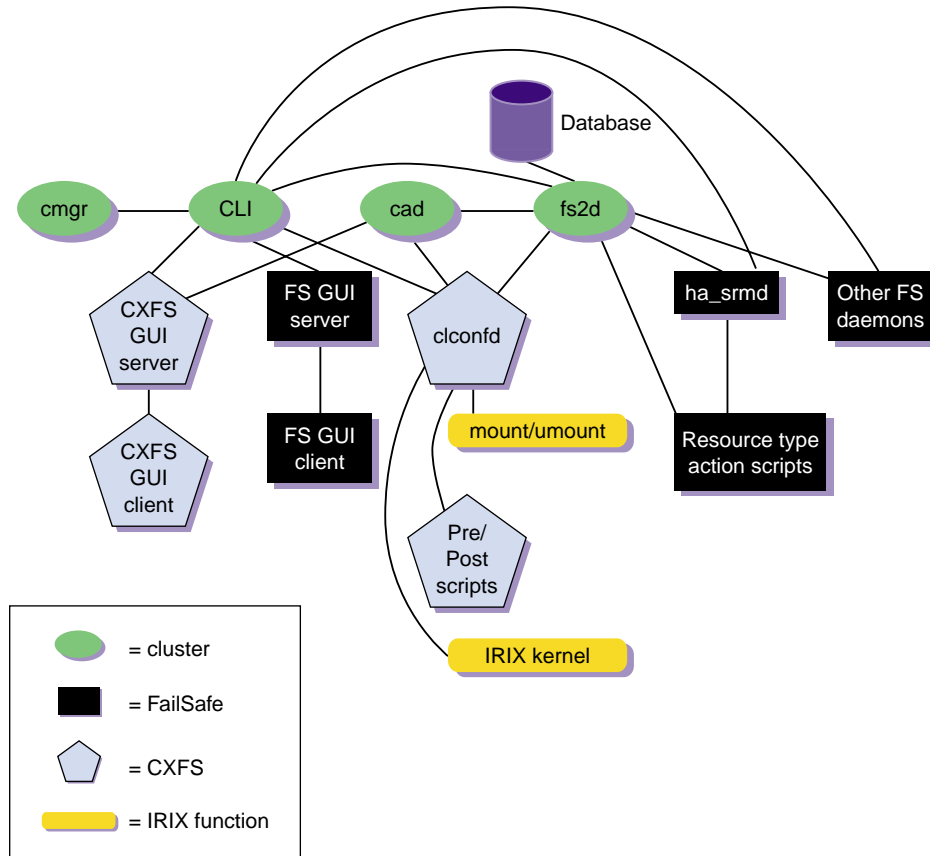 Database
cmgr
CLI
cad
fs2d
CXFS
GUI
server
FS GUI
server
clconfd
ha_srmd
Other FS
daemons
CXFS
GUI
client
FS GUI
client
mount/umount
Resource type
action scripts
Pre/
Post
scripts
IRIX kernel
= cluster
= FailSafe
= CXFS
= IRIX function